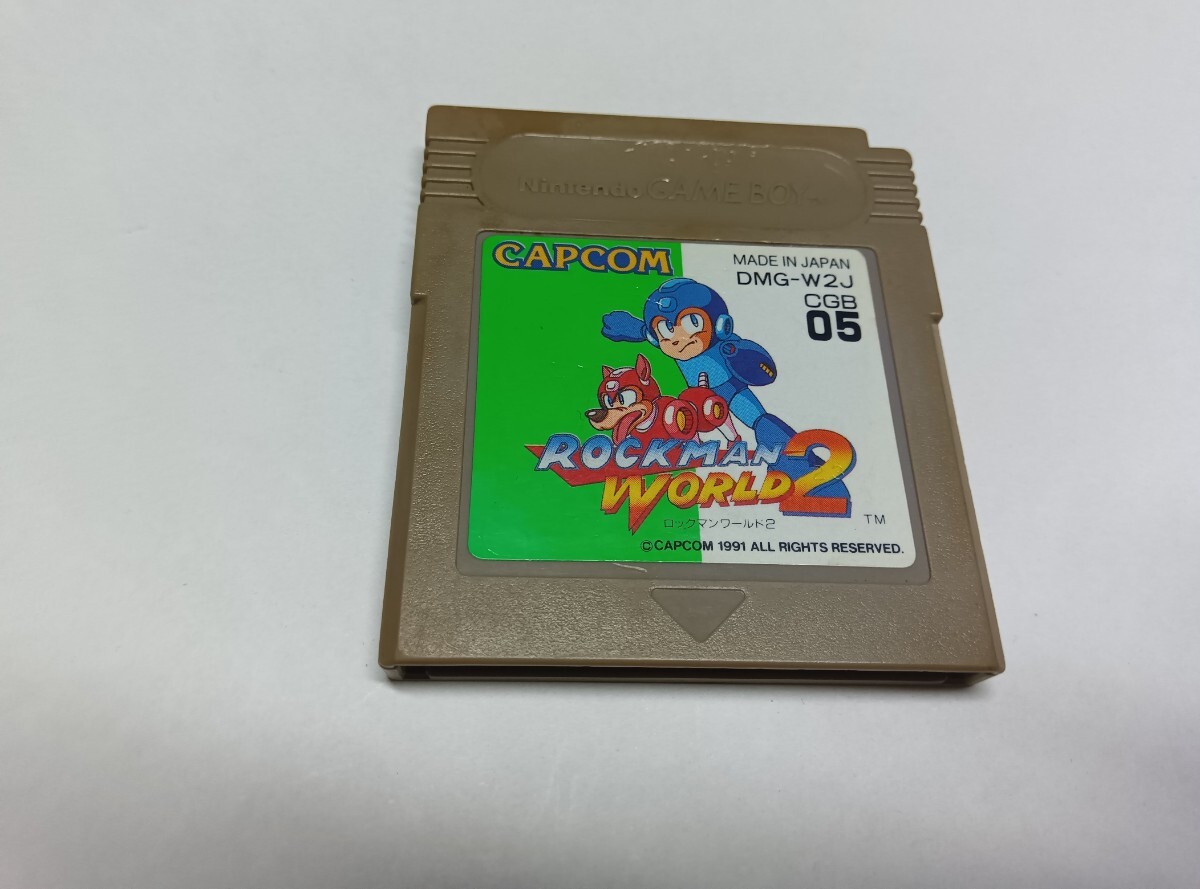 Nintendo GAME BOY™
CAPCOM
MADE IN JAPAN
DMG-W2J
CGB
05
ROCKMAN
WORLD 2
TM
ロックマンワールド2
©CAPCOM 1991 ALL RIGHTS RESERVED.